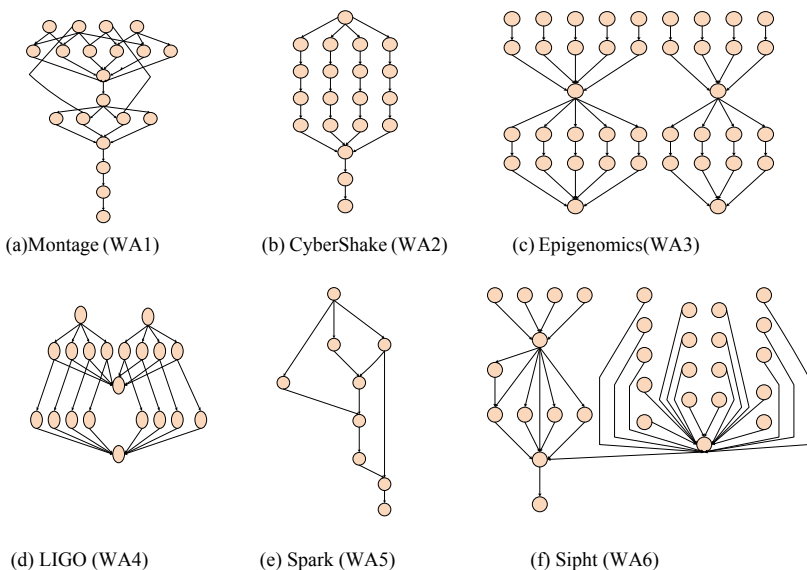 (a)Montage (WA1)
(b) CyberShake (WA2)
(c) Epigenomics(WA3)
(d) LIGO (WA4)
(e) Spark (WA5)
(f) Sipht (WA6)